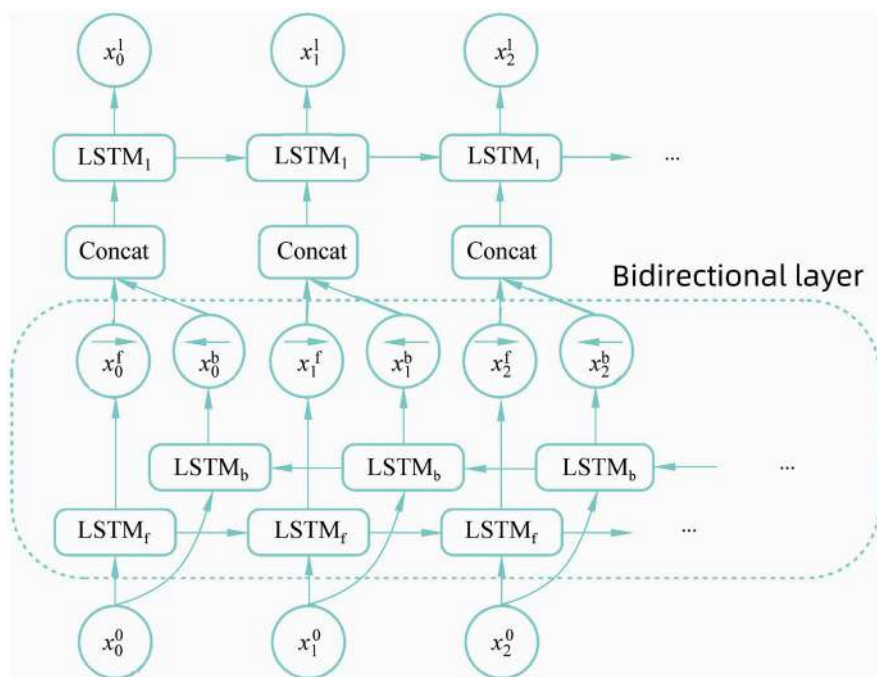 x_0^1 x_1^1 x_2^1
LSTM_1 LSTM_1 LSTM_1 ...
Concat Concat Concat
Bidirectional layer
x_0^f x_0^b x_1^f x_1^b x_2^f x_2^b
LSTM_b LSTM_b LSTM_b ...
LSTM_f LSTM_f LSTM_f ...
x_0^0 x_1^0 x_2^0